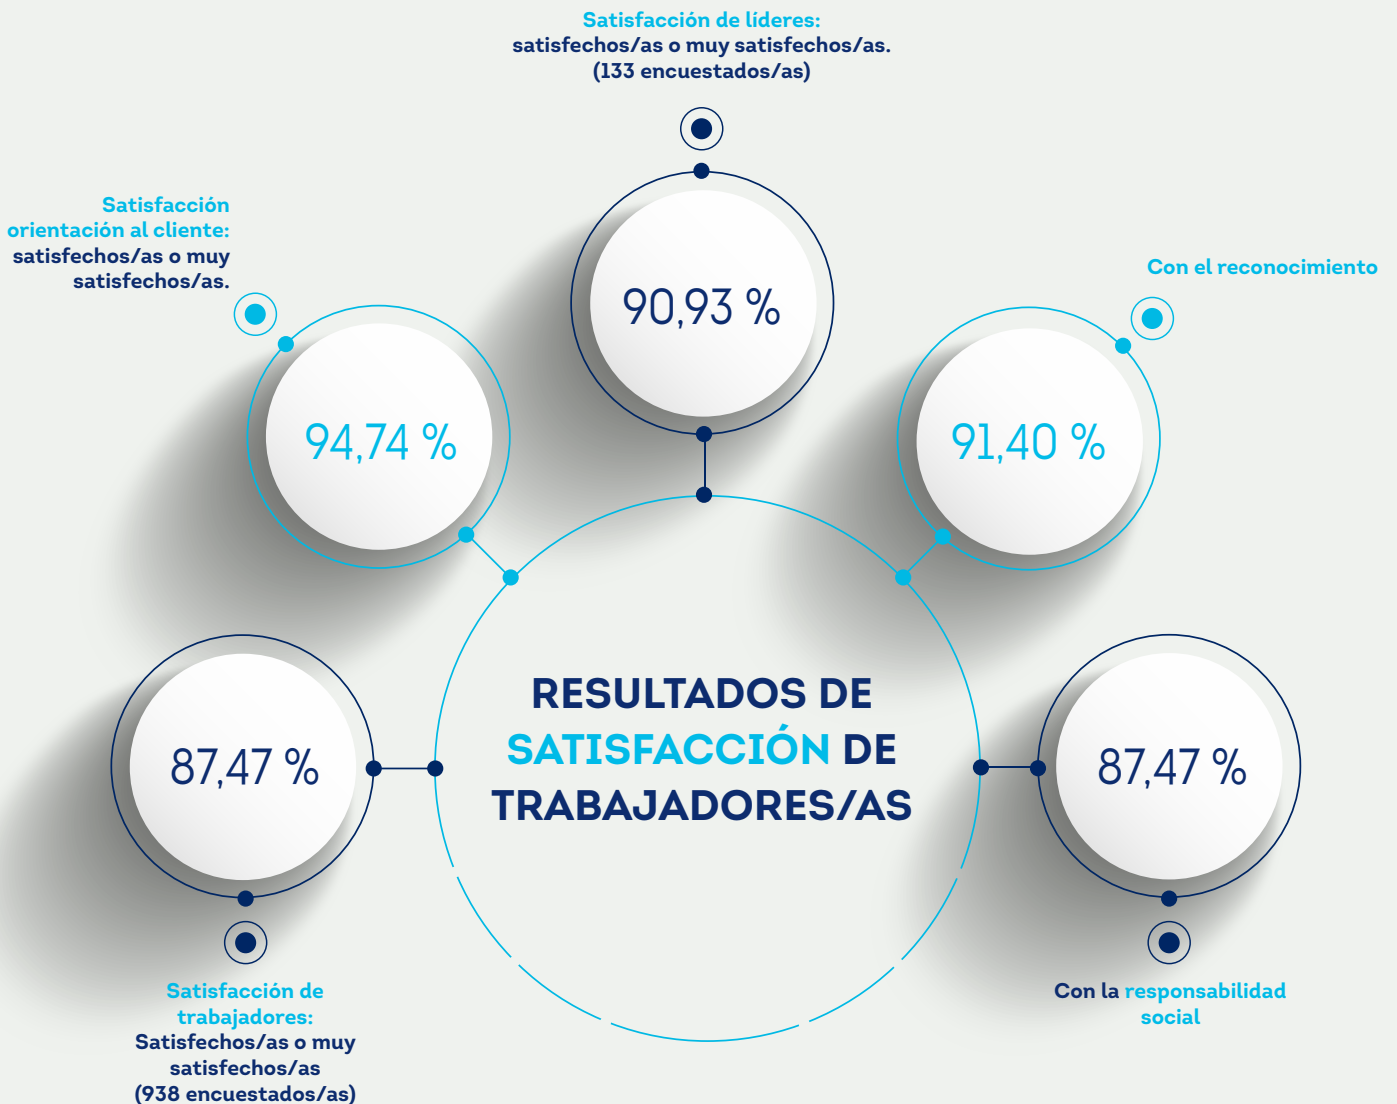 Satisfacción de líderes:
satisfechos/as o muy satisfechos/as.
(133 encuestados/as)
90,93 %
Satisfacción
orientación al cliente:
satisfechos/as o muy
satisfechos/as.
94,74 %
Con el reconocimiento
91,40 %
RESULTADOS DE
SATISFACCIÓN DE
TRABAJADORES/AS
87,47 %
Satisfacción de
trabajadores:
Satisfechos/as o muy
satisfechos/as
(938 encuestados/as)
87,47 %
Con la responsabilidad
social